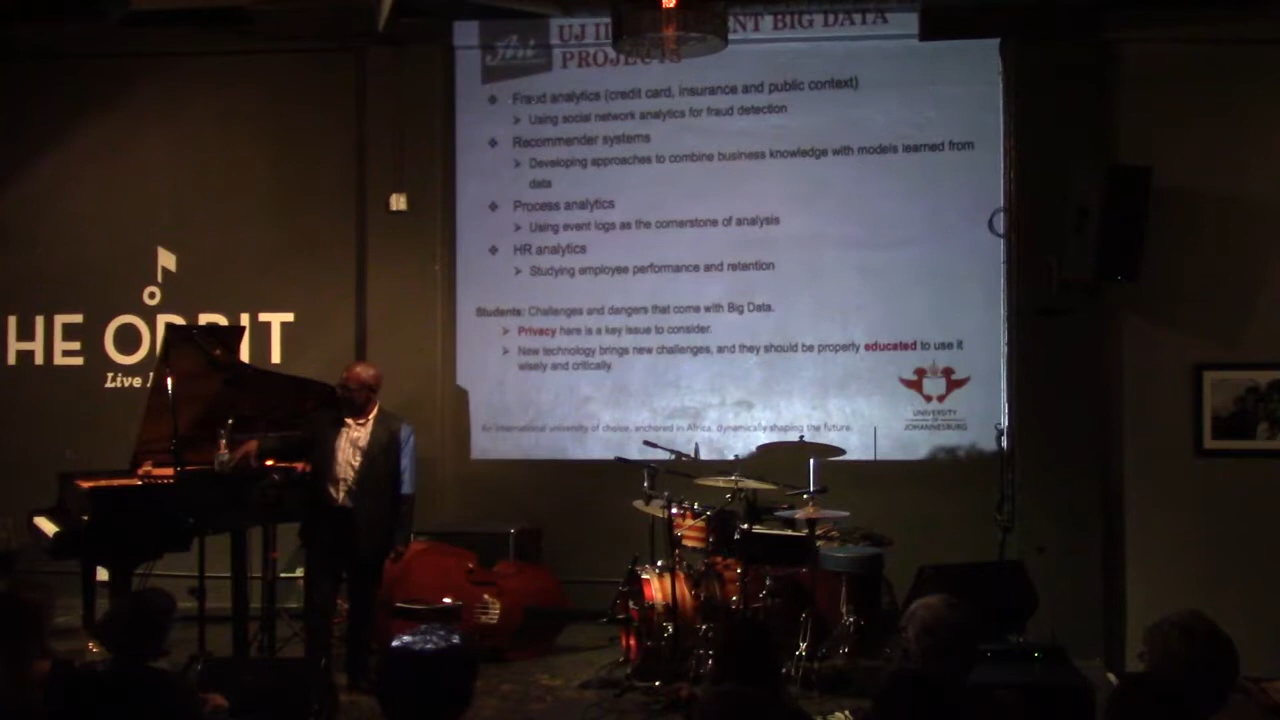 UJ ENT BIG DATA
PROJECTS
Fraud analytics (credit card, insurance and public context)
Using social network analytics for fraud detection
Recommender systems
Developing approaches to combine business knowledge with models learned from
data
Process analytics
Using event logs as the cornerstone of analysis
HR analytics
Studying employee performance and retention
Students: Challenges and dangers that come with Big Data.
Privacy here is a key issue to consider.
New technology brings new challenges, and they should be properly educated to use it
wisely and critically.
UNIVERSITY
OF
JOHANNESBURG
An international university of choice, anchored in Africa, dynamically shaping the future.
HE ORBIT
Live